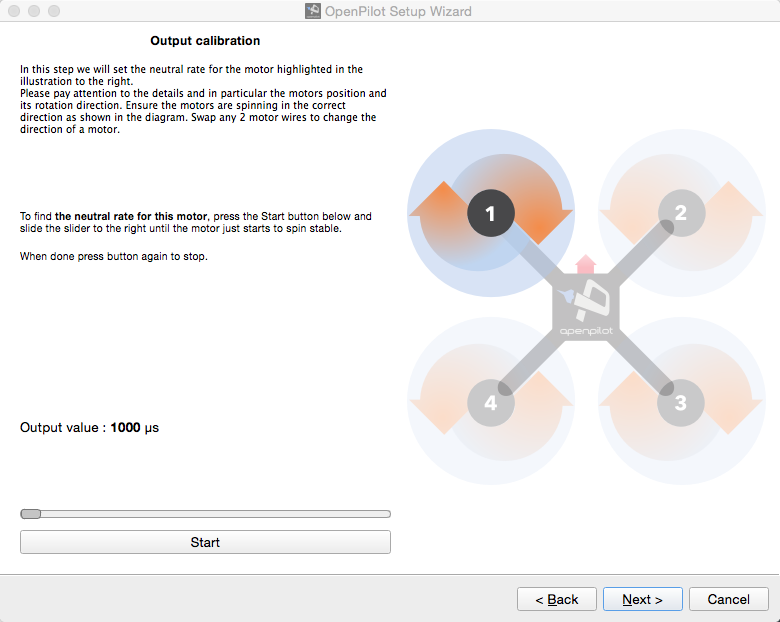 OpenPilot Setup Wizard
Output calibration
In this step we will set the neutral rate for the motor highlighted in the
illustration to the right.
Please pay attention to the details and in particular the motors position and
its rotation direction. Ensure the motors are spinning in the correct
direction as shown in the diagram. Swap any 2 motor wires to change the
direction of a motor.
To find the neutral rate for this motor, press the Start button below and
slide the slider to the right until the motor just starts to spin stable.
When done press button again to stop.
Output value : 1000 µs
Start
1
2
openpilot
4
3
< Back
Next >
Cancel